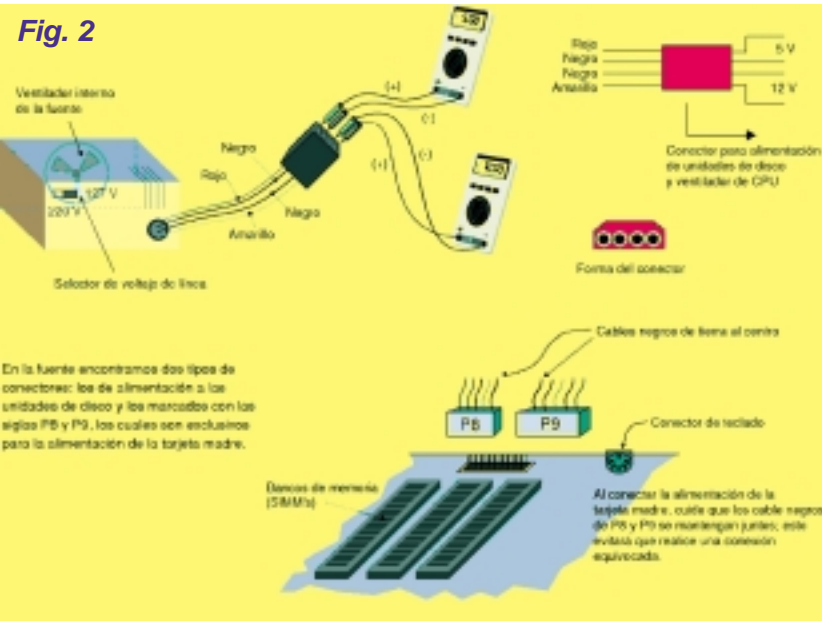 Fig. 2
Ventilador interno
de la fuente
127 V
220 V
Selector de voltaje de línea
Negro
Rojo
Negro
Amarillo
(+)
(-)
(+)
(-)
Rojo
Negro
Negro
Amarillo
5 V
12 V
Conector para alimentación
de unidades de disco
y ventilador de CPU
Forma del conector
En la fuente encontramos dos tipos de
conectores: los de alimentación a las
unidades de disco y los marcados con las
siglas P8 y P9, los cuales son exclusivos
para la alimentación de la tarjeta madre.
Cables negros de tierra al centro
P8
P9
Conector de teclado
Bancos de memoria
(SIMM's)
Al conectar la alimentación de la
tarjeta madre, cuide que los cable negros
de P8 y P9 se mantengan juntos; este
evitará que realice una conexión
equivocada.